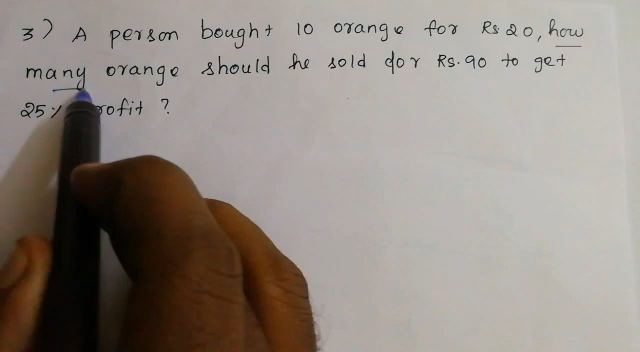 3) A person bought 10 orange for Rs 20, how
many orange should he sold for Rs. 90 to get
25% profit ?